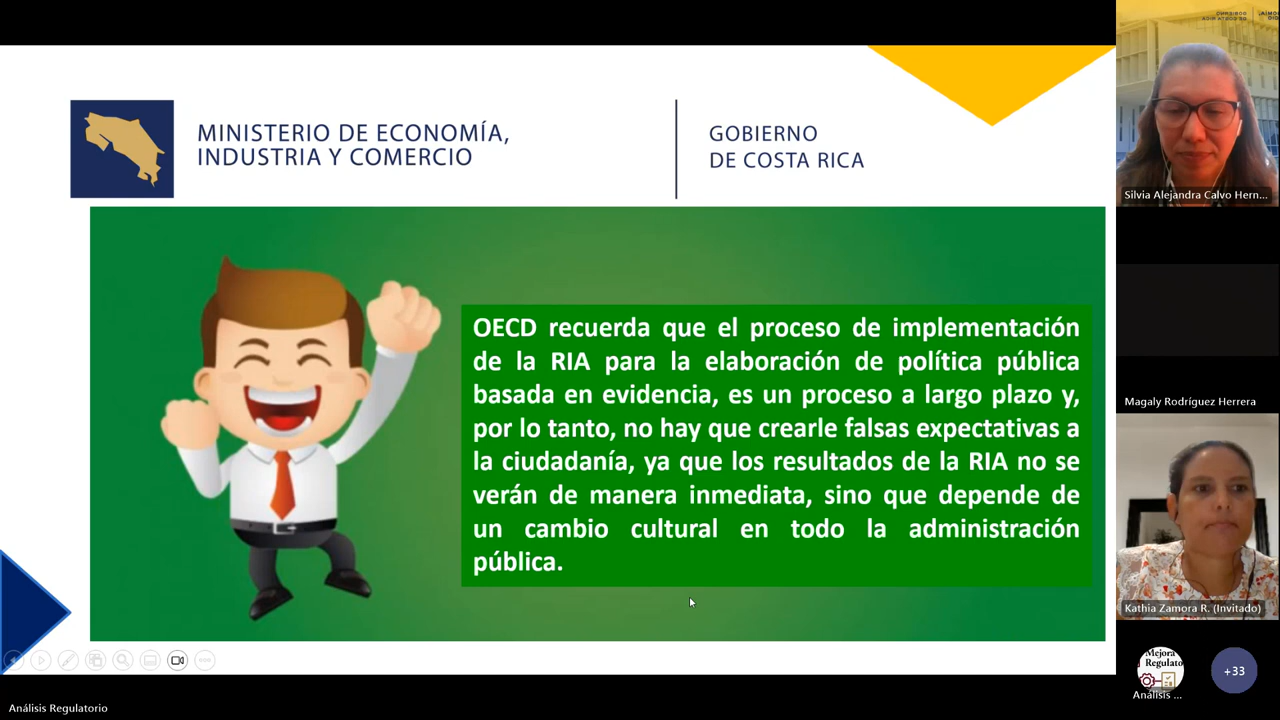 MINISTERIO DE ECONOMÍA,
INDUSTRIA Y COMERCIO
GOBIERNO
DE COSTA RICA
OECD recuerda que el proceso de implementación
de la RIA para la elaboración de política pública
basada en evidencia, es un proceso a largo plazo y,
por lo tanto, no hay que crearle falsas expectativas a
la ciudadanía, ya que los resultados de la RIA no se
verán de manera inmediata, sino que depende de
un cambio cultural en todo la administración
pública.
Silvia Alejandra Calvo Hern...
Magaly Rodríguez Herrera
Kathia Zamora R. (Invitado)
Mejora
Regulato
Análisis ...
+33
Análisis Regulatorio